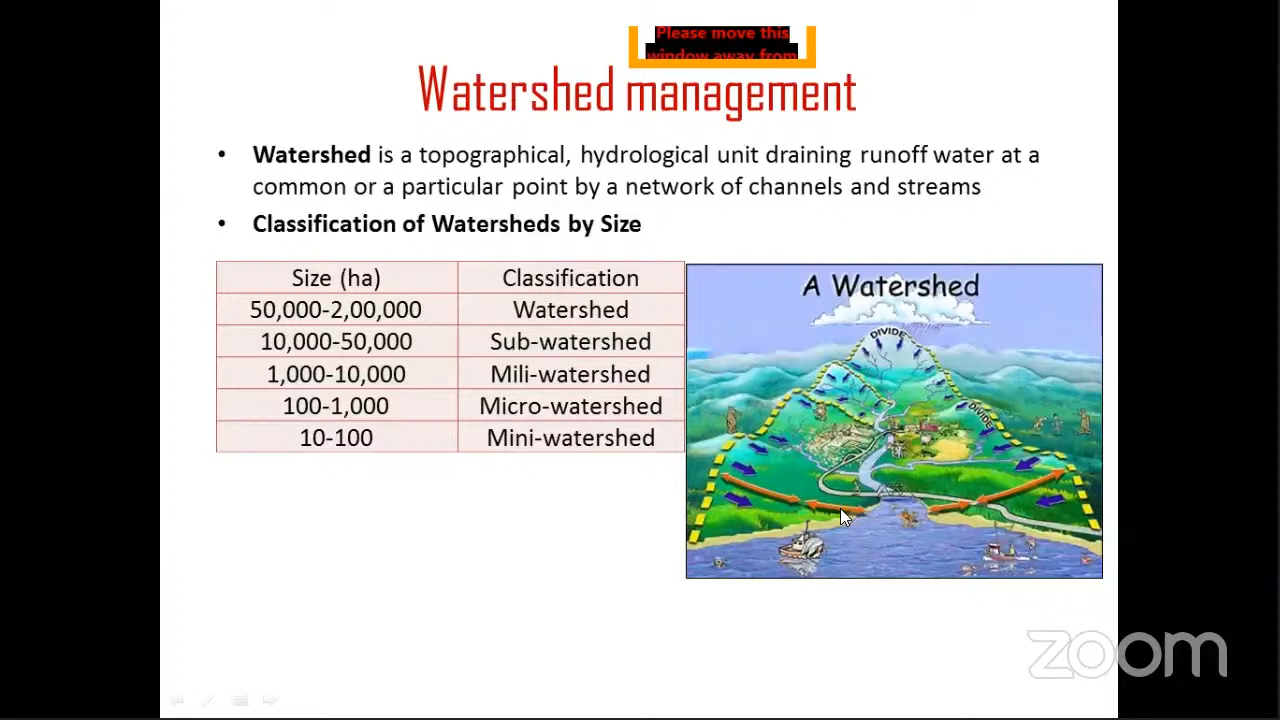 Please move this
window away from
Watershed management
• Watershed is a topographical, hydrological unit draining runoff water at a
common or a particular point by a network of channels and streams
• Classification of Watersheds by Size
Size (ha) Classification
50,000-2,00,000 Watershed
10,000-50,000 Sub-watershed
1,000-10,000 Mili-watershed
100-1,000 Micro-watershed
10-100 Mini-watershed
A Watershed
DIVIDE
DIVIDE
zoom